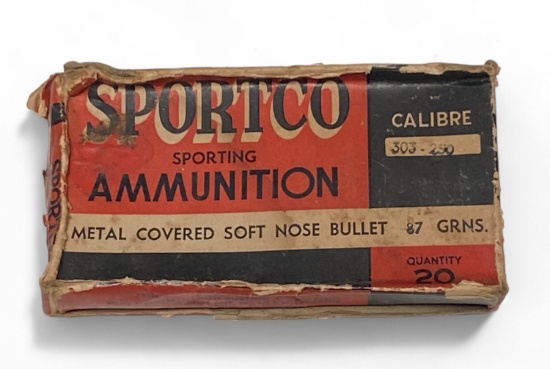 SPORTCO
SPORTING
AMMUNITION
CALIBRE
303-250
METAL COVERED SOFT NOSE BULLET 87 GRNS.
QUANTITY
20